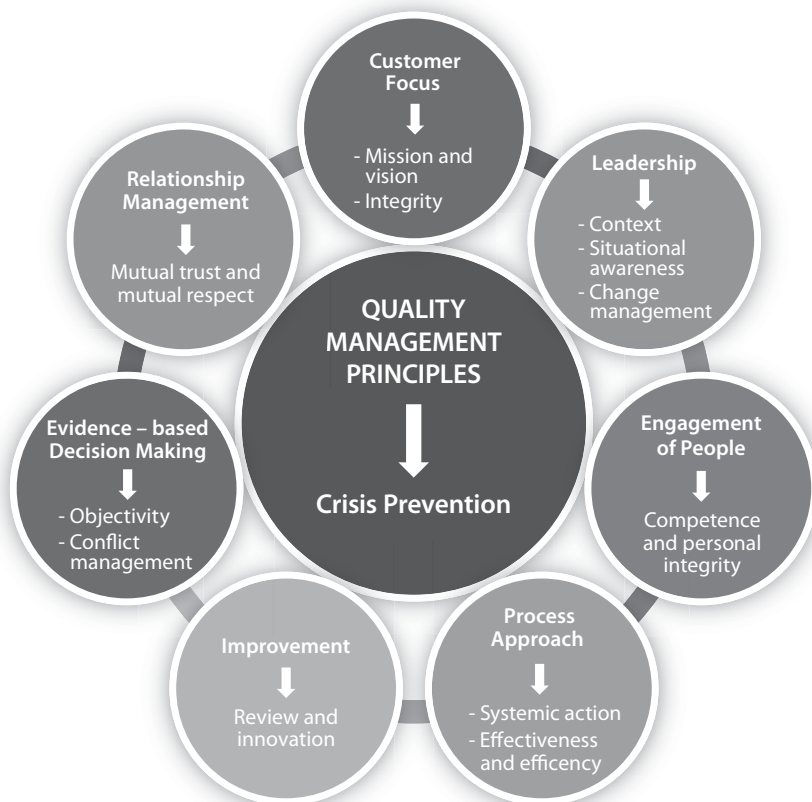 Customer
Focus
- Mission and
vision
- Integrity
Leadership
- Context
- Situational
awareness
- Change
management
Engagement
of People
Competence
and personal
integrity
Process
Approach
- Systemic action
- Effectiveness
and efficency
Improvement
Review and
innovation
Evidence – based
Decision Making
- Objectivity
- Conflict
management
Relationship
Management
Mutual trust and
mutual respect
QUALITY
MANAGEMENT
PRINCIPLES
Crisis Prevention